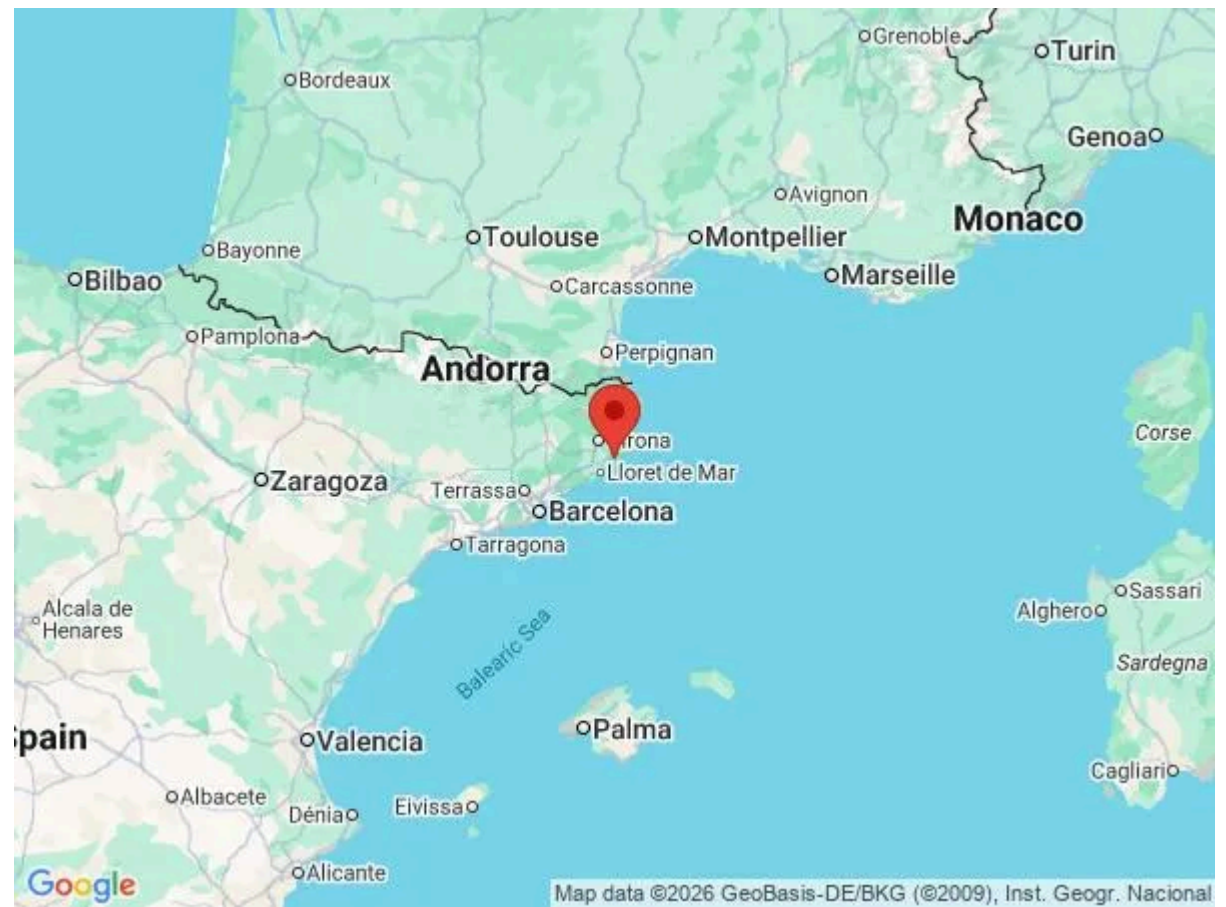 Grenoble
Turin
Bordeaux
Genoa
Avignon
Monaco
Toulouse
Montpellier
Bayonne
Marseille
Bilbao
Carcassonne
Pamplona
Perpignan
Andorra
Corse
irona
Lloret de Mar
Zaragoza
Terrassa
Barcelona
Tarragona
Sassari
Alcala de
Henares
Alghero
Balearic Sea
Sardegna
Palma
pain
Valencia
Cagliari
Albacete
Eivissa
Dénia
Alicante
Google
Map data ©2026 GeoBasis-DE/BKG (©2009), Inst. Geogr. Nacional